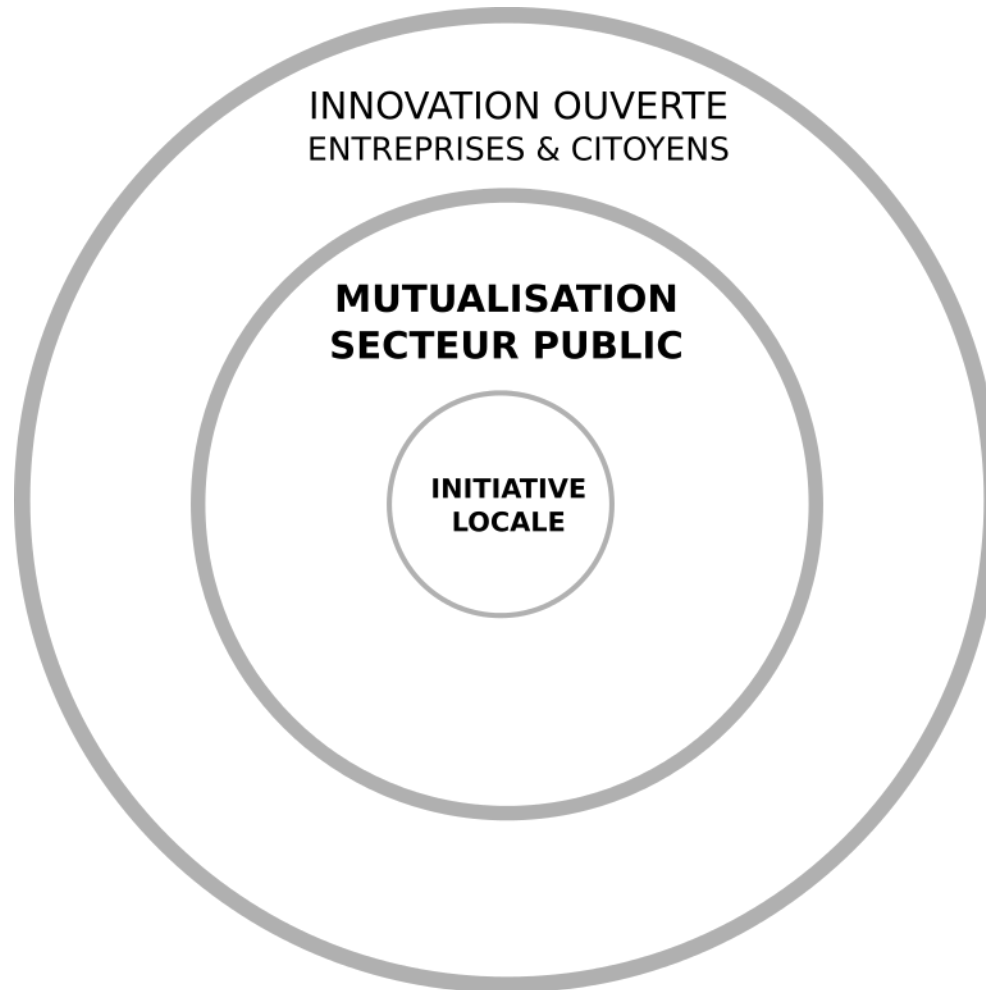 INNOVATION OUVERTE
ENTREPRISES & CITOYENS
MUTUALISATION
SECTEUR PUBLIC
INITIATIVE
LOCALE